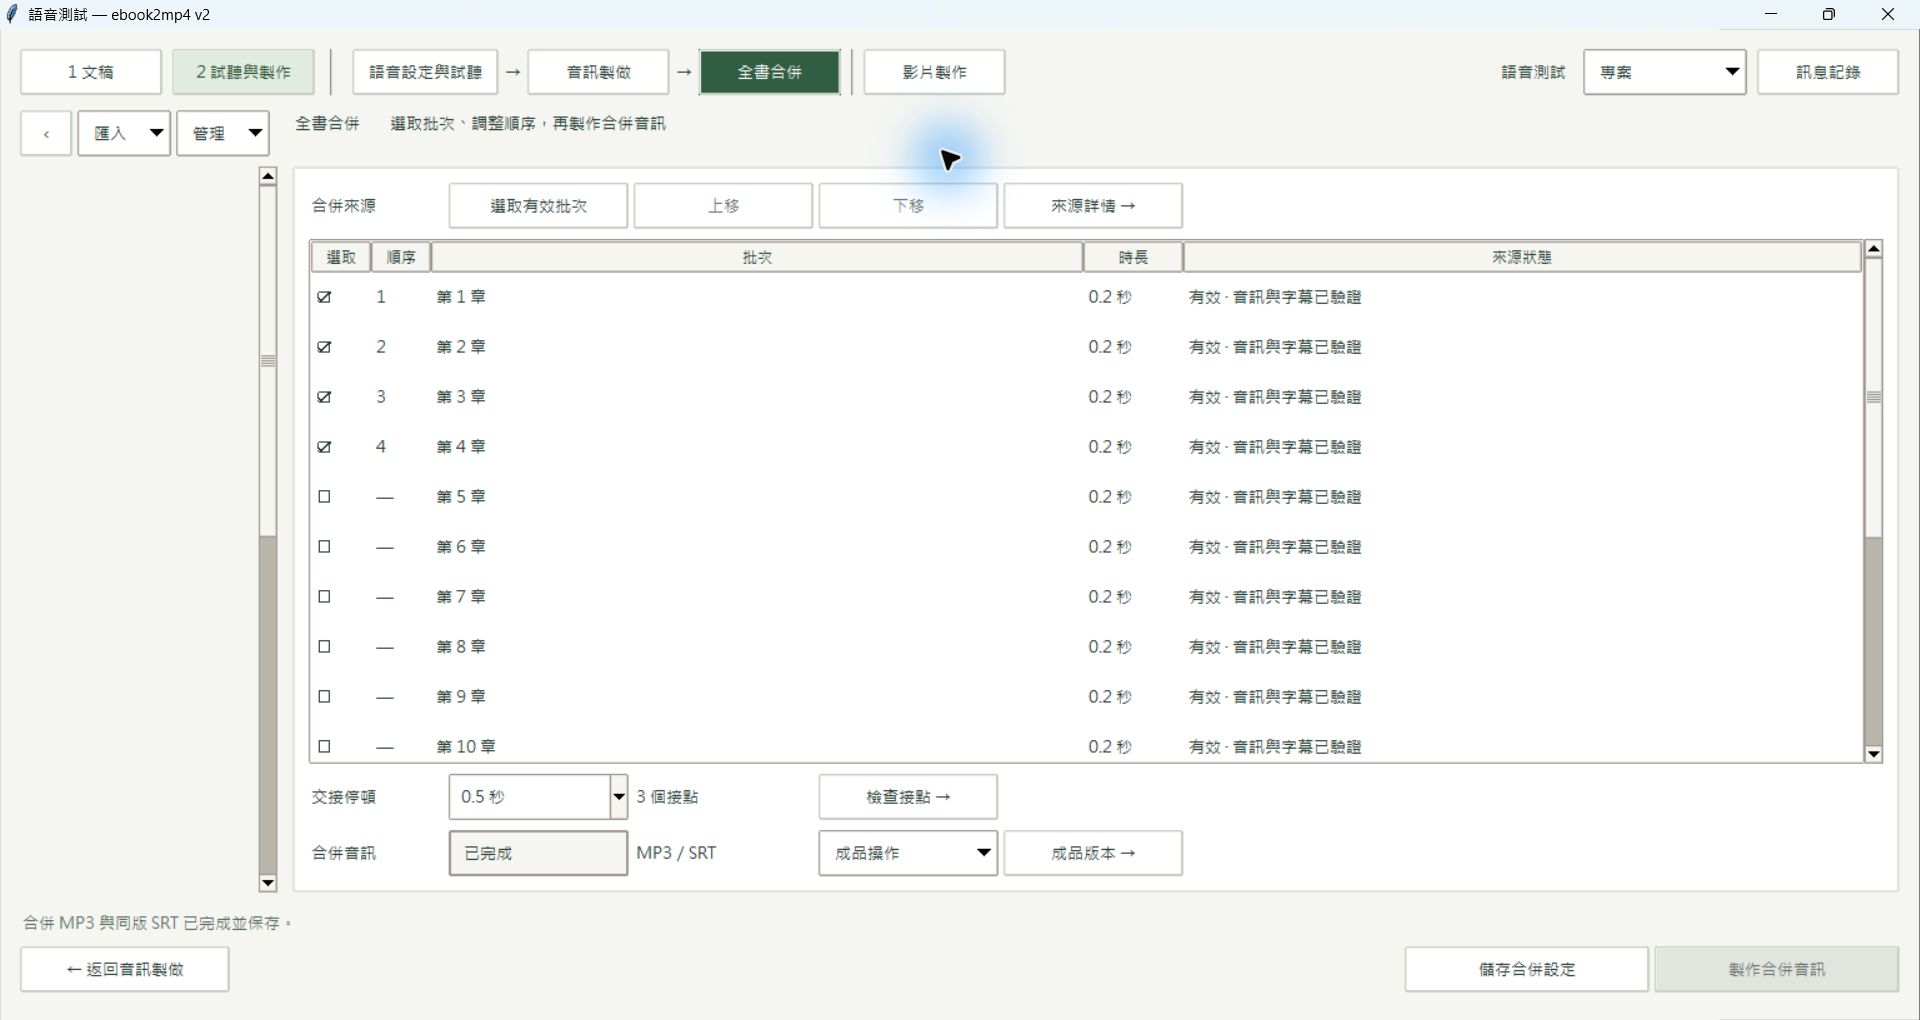 語音測試 — ebook2mp4 v2
1 文稿 2 試聽與製作 語音設定與試聽 → 音訊製做 → 全書合併 影片製作 語音測試 專案 訊息記錄
‹ 匯入 管理 全書合併 選取批次、調整順序，再製作合併音訊
合併來源 選取有效批次 上移 下移 來源詳情 →
選取 順序 批次 時長 來源狀態
1 第 1 章 0.2 秒 有效 · 音訊與字幕已驗證
2 第 2 章 0.2 秒 有效 · 音訊與字幕已驗證
3 第 3 章 0.2 秒 有效 · 音訊與字幕已驗證
4 第 4 章 0.2 秒 有效 · 音訊與字幕已驗證
— 第 5 章 0.2 秒 有效 · 音訊與字幕已驗證
— 第 6 章 0.2 秒 有效 · 音訊與字幕已驗證
— 第 7 章 0.2 秒 有效 · 音訊與字幕已驗證
— 第 8 章 0.2 秒 有效 · 音訊與字幕已驗證
— 第 9 章 0.2 秒 有效 · 音訊與字幕已驗證
— 第 10 章 0.2 秒 有效 · 音訊與字幕已驗證
交接停頓 0.5 秒 3 個接點 檢查接點 →
合併音訊 已完成 MP3 / SRT 成品操作 成品版本 →
合併 MP3 與同版 SRT 已完成並保存。
← 返回音訊製做 儲存合併設定 製作合併音訊